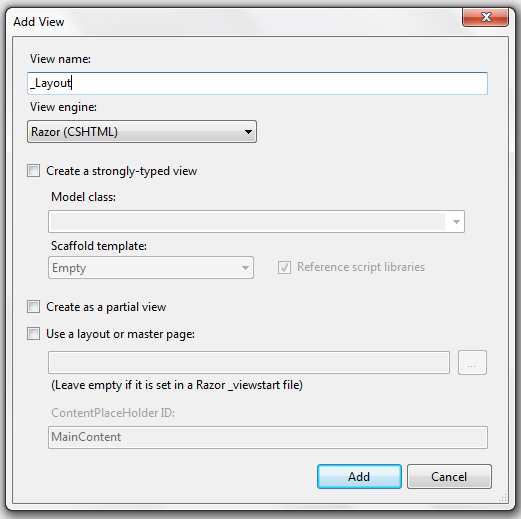 Add View
View name:
_Layout
View engine:
Razor (CSHTML)
Create a strongly-typed view
Model class:
Scaffold template:
Empty
Reference script libraries
Create as a partial view
Use a layout or master page:
...
(Leave empty if it is set in a Razor _viewstart file)
ContentPlaceHolder ID:
MainContent
Add
Cancel